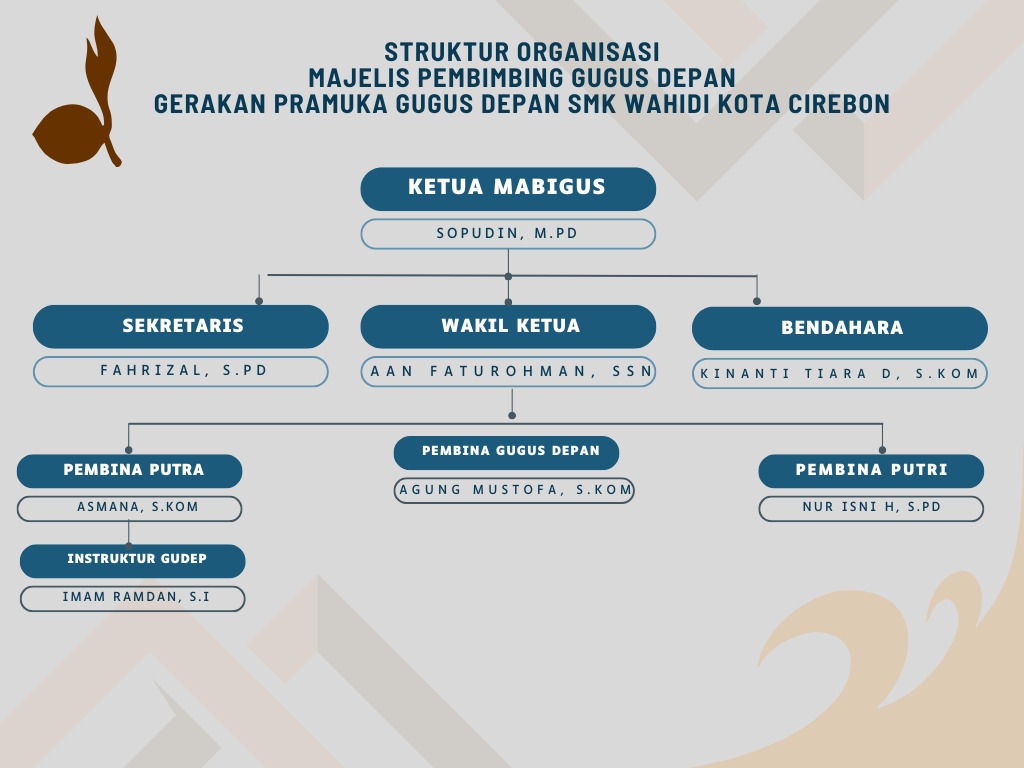 STRUKTUR ORGANISASI
MAJELIS PEMBIMBING GUGUS DEPAN
GERAKAN PRAMUKA GUGUS DEPAN SMK WAHIDI KOTA CIREBON
KETUA MABIGUS
SOPUDIN, M.PD
SEKRETARIS
FAHRIZAL, S.PD
WAKIL KETUA
AAN FATUROHMAN, SSN
BENDAHARA
KINANTI TIARA D, S.KOM
PEMBINA PUTRA
ASMANA, S.KOM
PEMBINA GUGUS DEPAN
AGUNG MUSTOFA, S.KOM
PEMBINA PUTRI
NUR ISNI H, S.PD
INSTRUKTUR GUDEP
IMAM RAMDAN, S.I